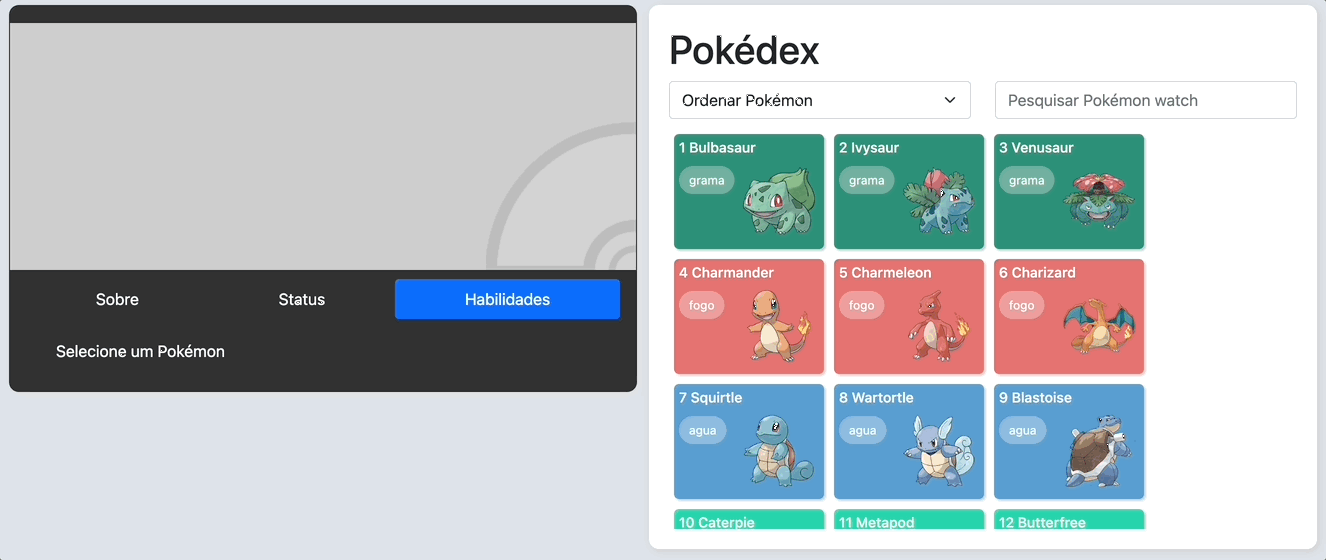 Sobre
Status
Habilidades
Selecione um Pokémon
Pokédex
Ordenar Pokémon
Pesquisar Pokémon watch
1 Bulbasaur
grama
2 Ivysaur
grama
3 Venusaur
grama
4 Charmander
fogo
5 Charmeleon
fogo
6 Charizard
fogo
7 Squirtle
agua
8 Wartortle
agua
9 Blastoise
agua
10 Caterpie
11 Metapod
12 Butterfree